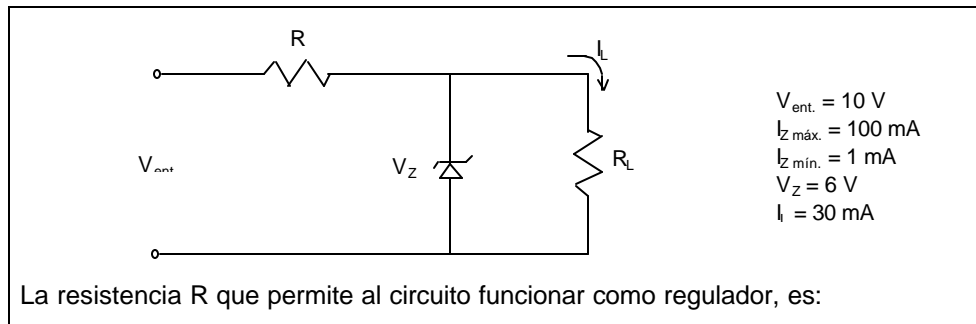 R
I_L
V_ent
V_Z
R_L
V_ent. = 10 V
I_Z máx. = 100 mA
I_Z mín. = 1 mA
V_Z = 6 V
I_L = 30 mA
La resistencia R que permite al circuito funcionar como regulador, es: